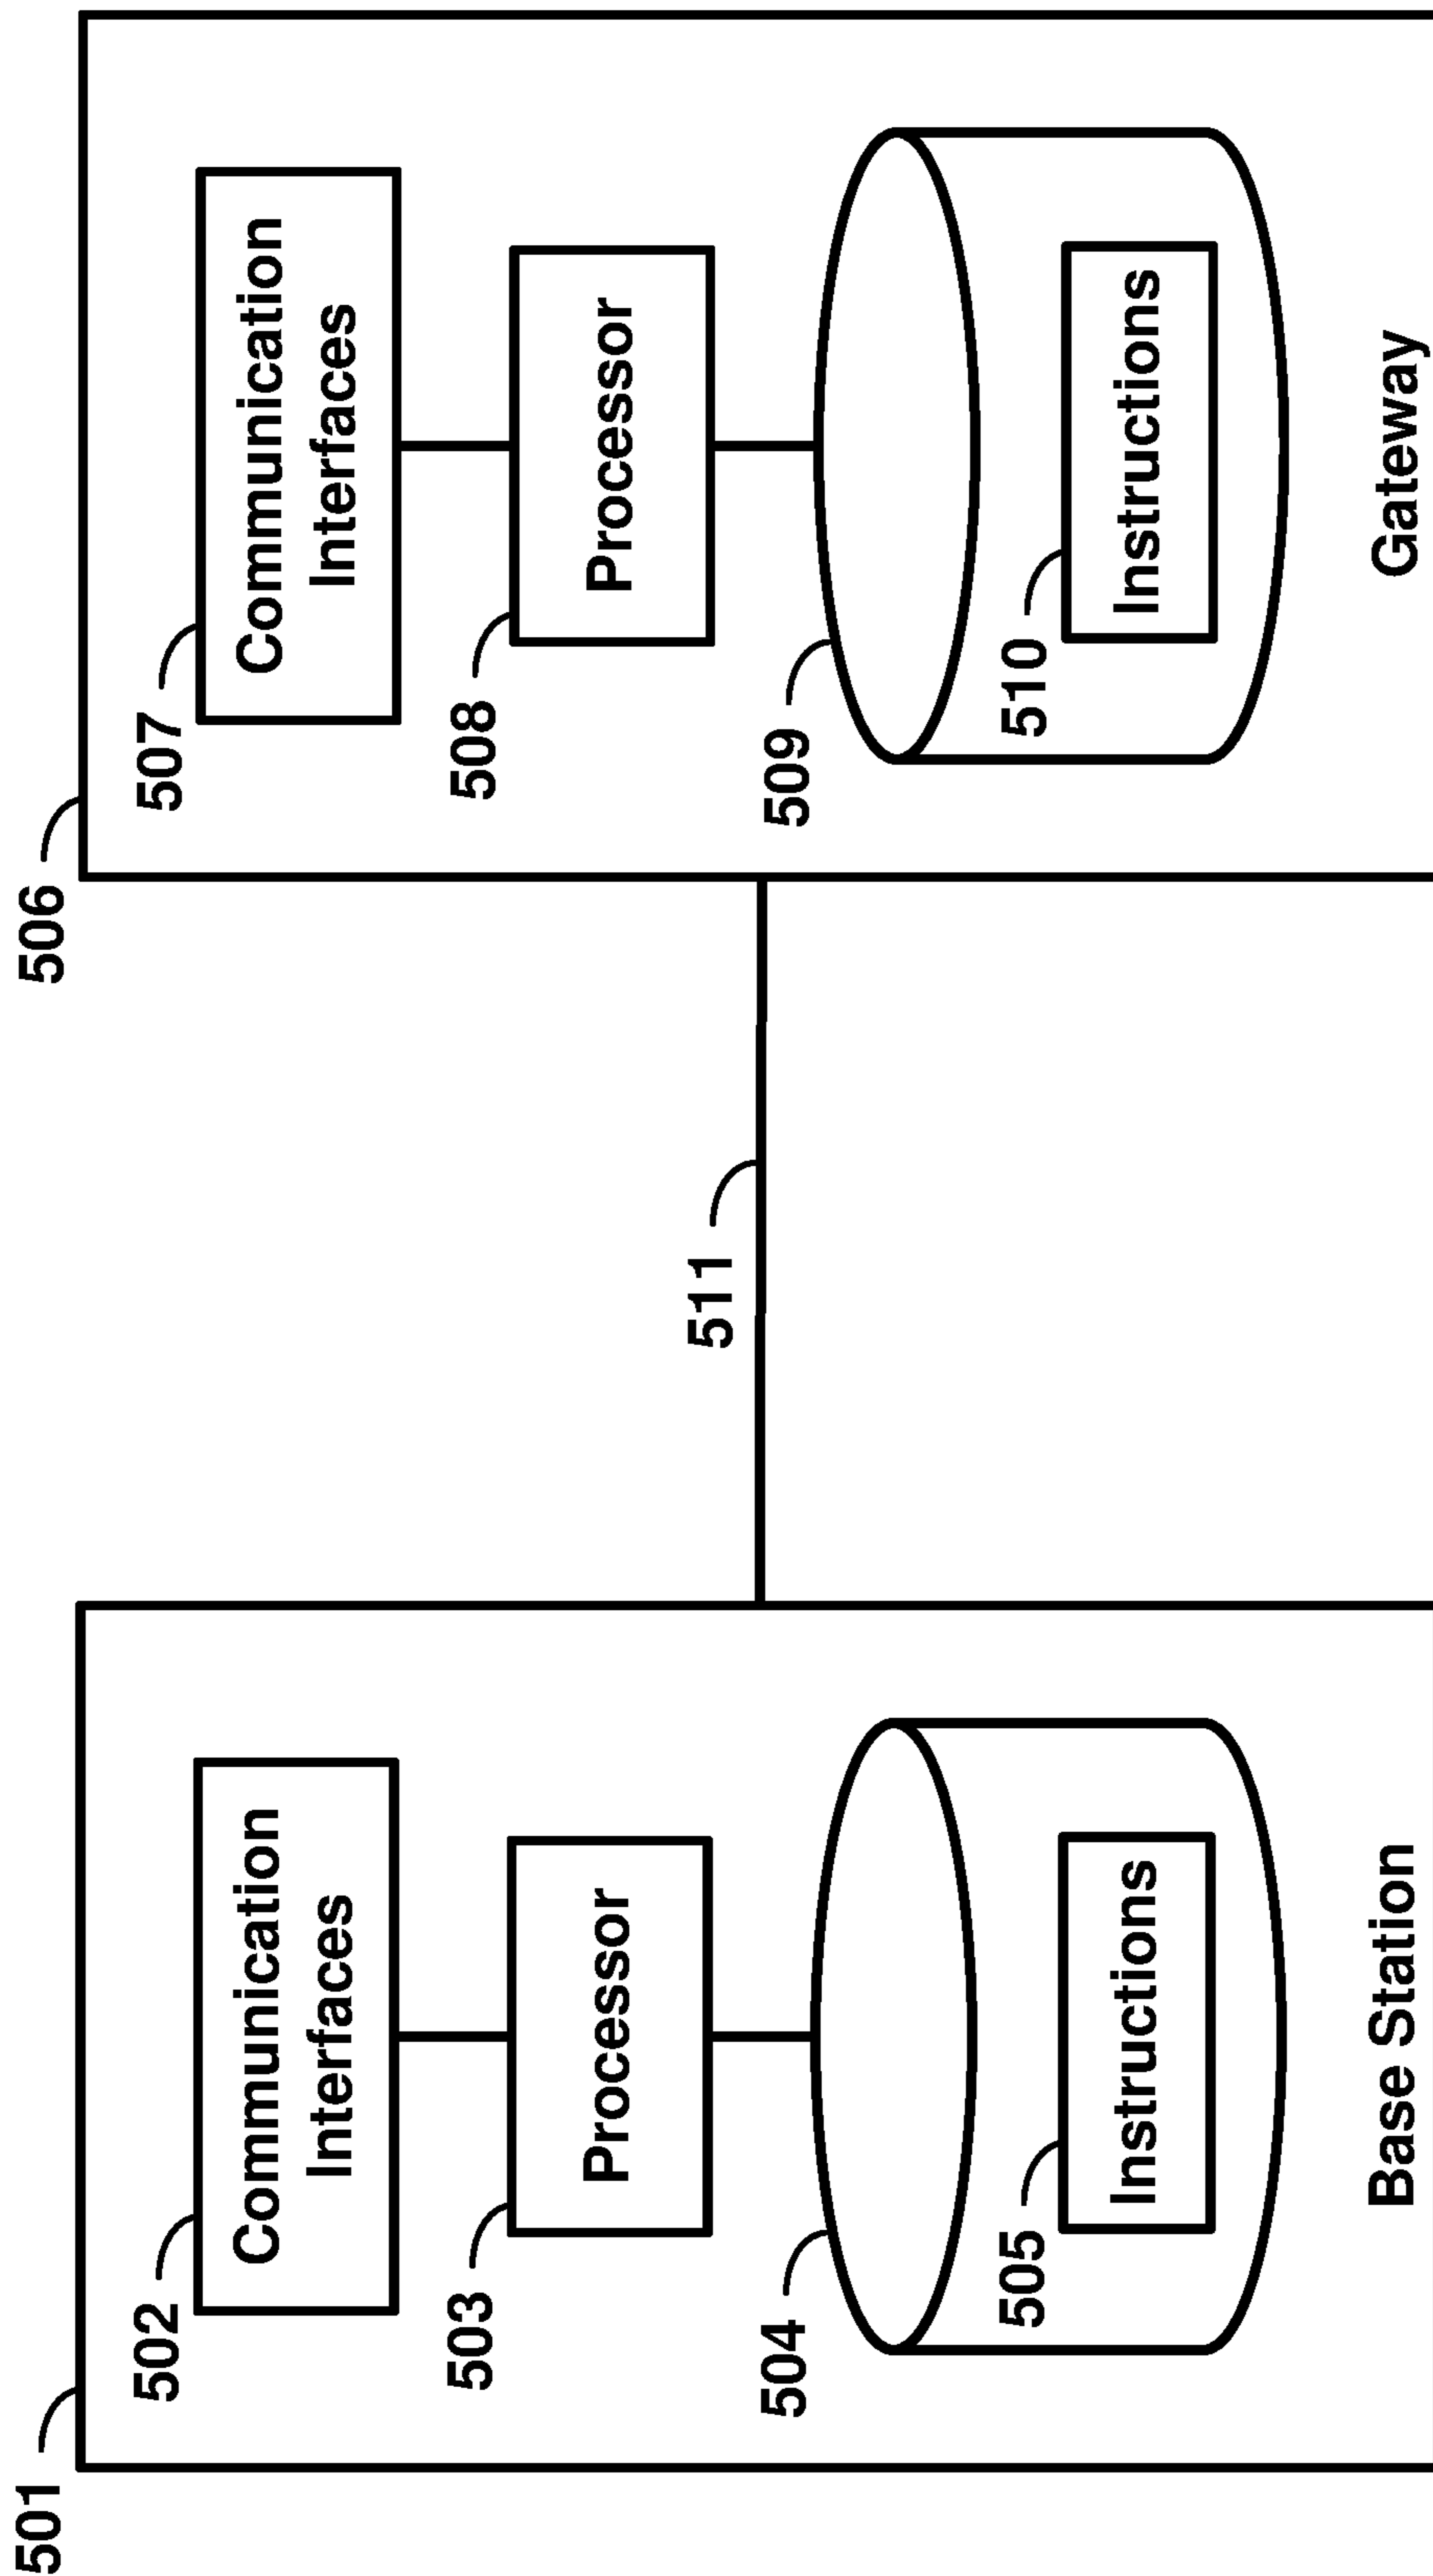 501
502
Communication
Interfaces
503
Processor
504
505
Instructions
Base Station
511
506
507
Communication
Interfaces
508
Processor
509
510
Instructions
Gateway